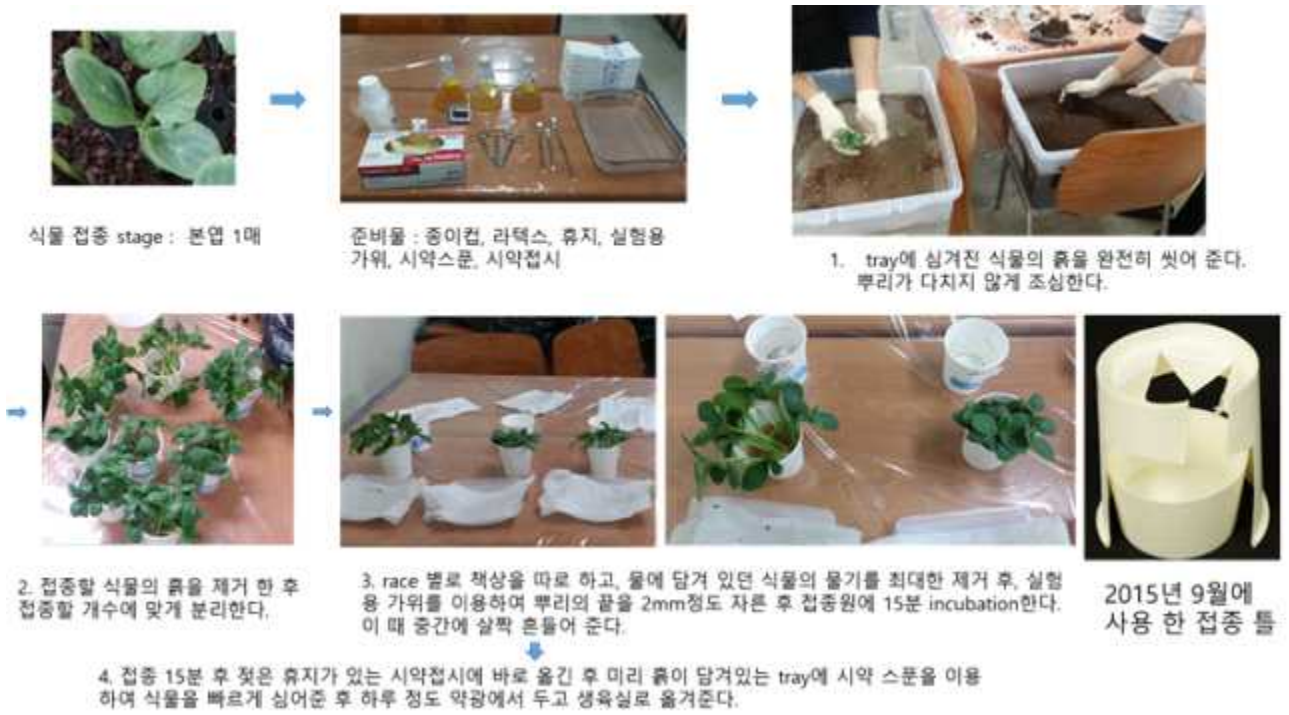 식물 접종 stage : 본엽 1매
준비물 : 종이컵, 라텍스, 휴지, 실험용
가위, 시약스푼, 시약접시
1. tray에 심겨진 식물의 흙을 완전히 씻어 준다.
뿌리가 다치지 않게 조심한다.
2. 접종할 식물의 흙을 제거 한 후
접종할 개수에 맞게 분리한다.
3. race 별로 책상을 따로 하고, 물에 담겨 있던 식물의 물기를 최대한 제거 후, 실험
용 가위를 이용하여 뿌리의 끝을 2mm정도 자른 후 접종원에 15분 incubation한다.
이 때 중간에 살짝 흔들어 준다.
2015년 9월에
사용 한 접종 틀
4. 접종 15분 후 젖은 휴지가 있는 시약접시에 바로 옮긴 후 미리 흙이 담겨있는 tray에 시약 스푼을 이용
하여 식물을 빠르게 심어준 후 하루 정도 약광에서 두고 생육실로 옮겨준다.